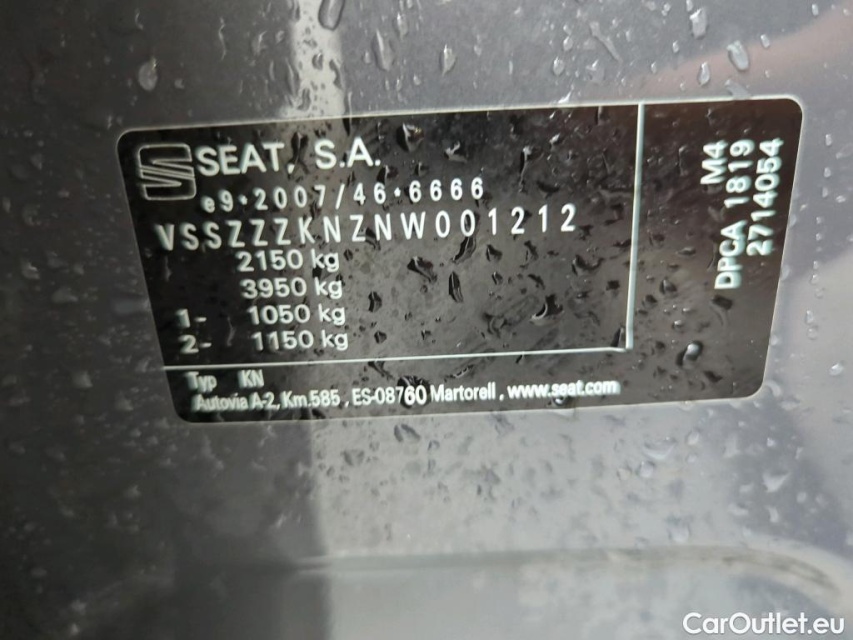 SEAT, S.A.
e9*2007/46*6666
VSSZZZKNZNW001212
2150 kg
3950 kg
1- 1050 kg
2- 1150 kg
Typ KN
Autovia A-2, Km.585 , ES-08760 Martorell , www.seat.com
M4
DPCA 1819
2714054
CarOutlet.eu